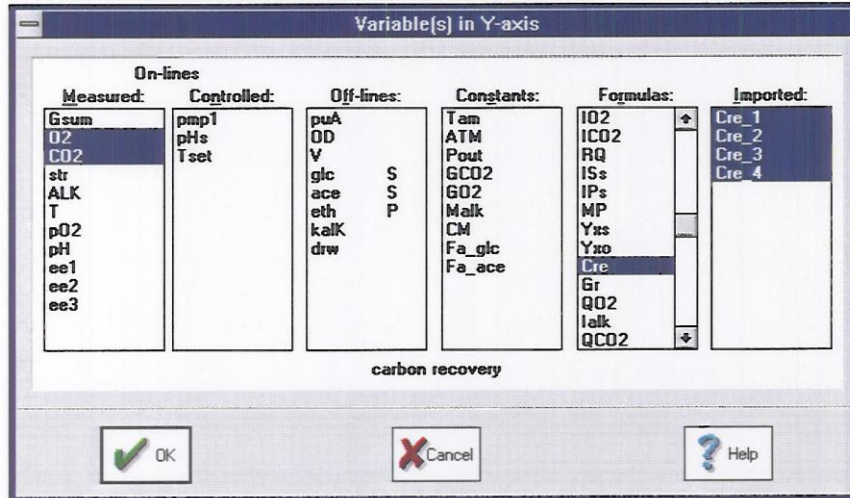 Variable(s) in Y-axis
On-lines
Measured:
Gsum
O2
CO2
str
ALK
T
pO2
pH
ee1
ee2
ee3
Controlled:
pmp1
pHs
Tset
Off-lines:
puA
OD
V
glc S
ace S
eth P
kalK
drw
Constants:
Tam
ATM
Pout
GCO2
GO2
Malk
CM
Fa_glc
Fa_ace
Formulas:
IO2
ICO2
RQ
ISs
IPs
MP
Yxs
Yxo
Cre
Gr
QO2
Ialk
QCO2
Imported:
Cre_1
Cre_2
Cre_3
Cre_4
carbon recovery
OK
Cancel
Help